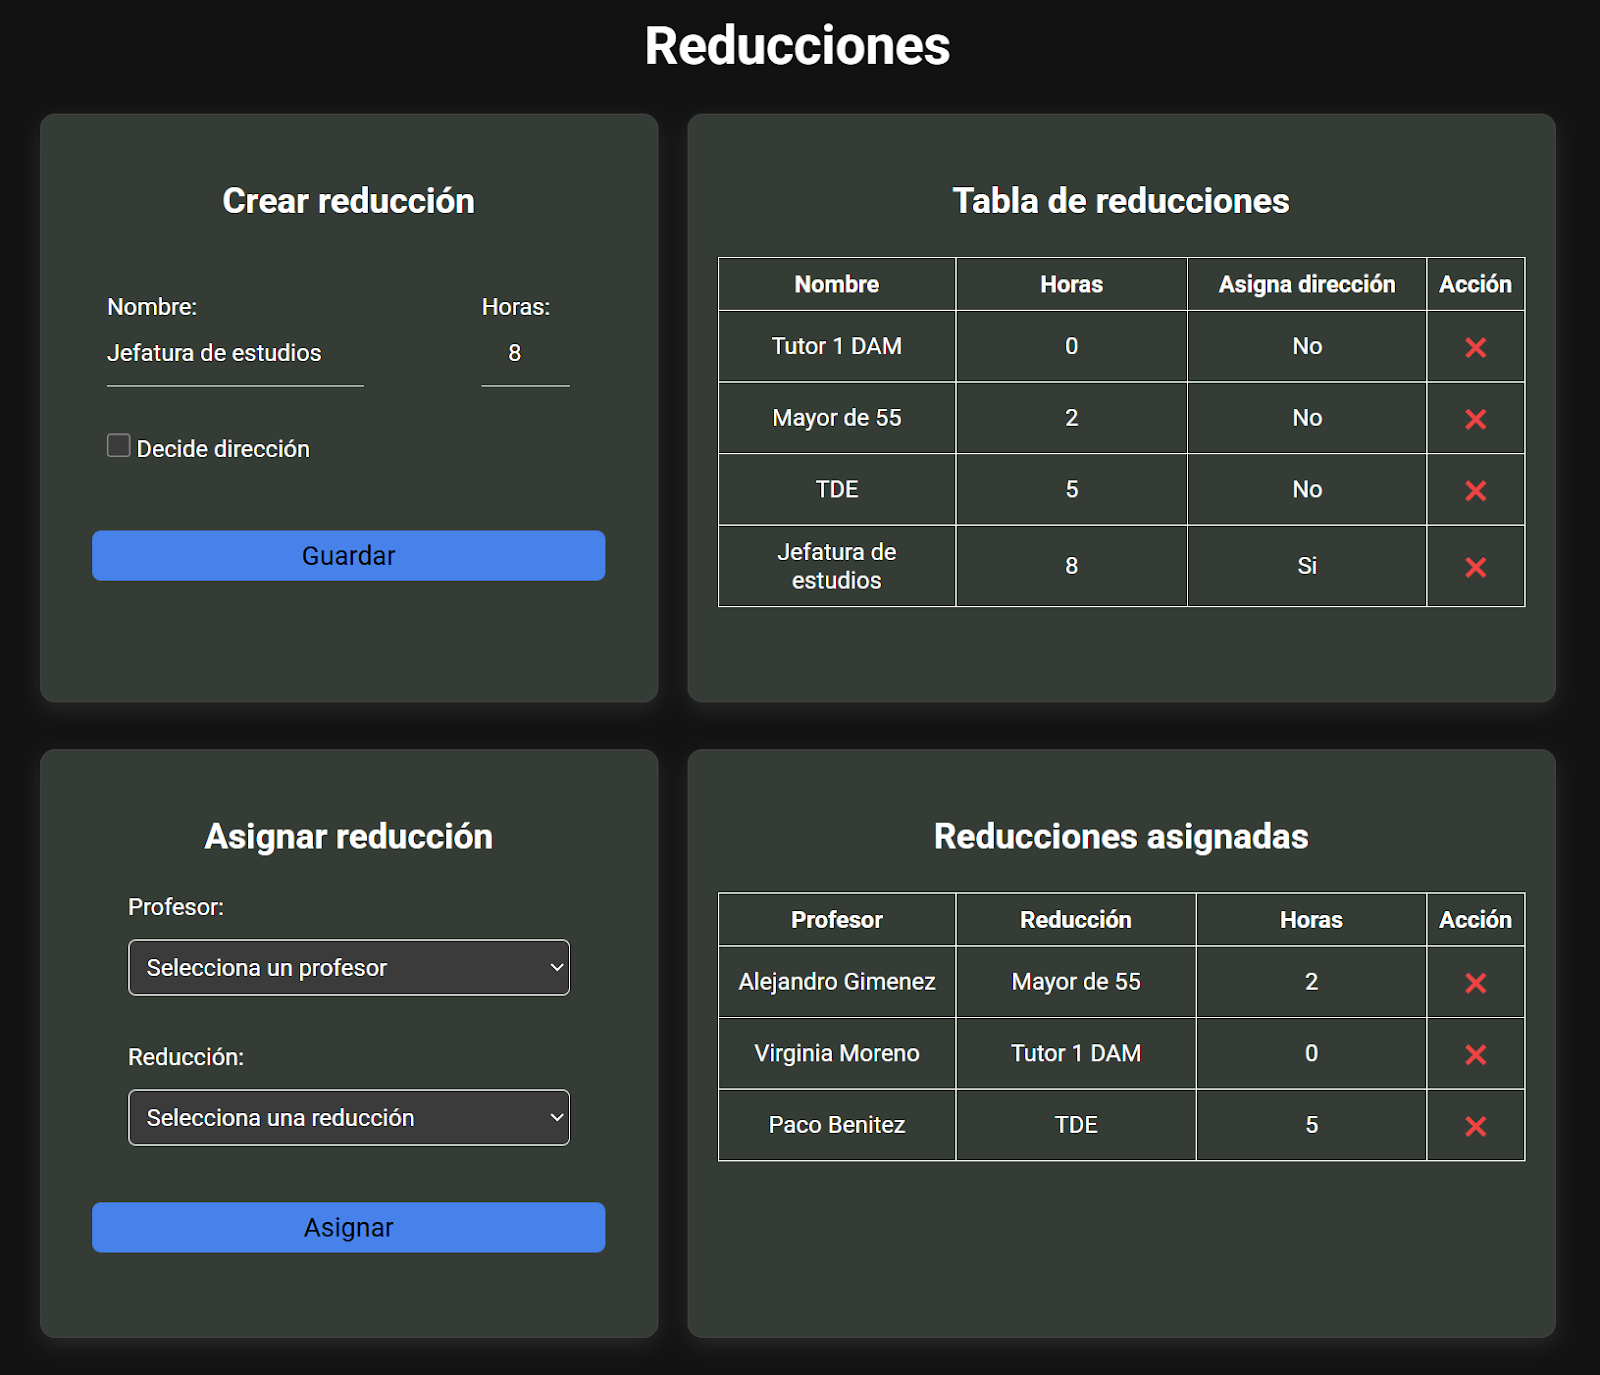 Reducciones
Crear reducción
Nombre: Horas:
Jefatura de estudios 8
Decide dirección
Guardar
Tabla de reducciones
Nombre Horas Asigna dirección Acción
Tutor 1 DAM 0 No
Mayor de 55 2 No
TDE 5 No
Jefatura de
estudios 8 Si
Asignar reducción
Profesor:
Selecciona un profesor
Reducción:
Selecciona una reducción
Asignar
Reducciones asignadas
Profesor Reducción Horas Acción
Alejandro Gimenez Mayor de 55 2
Virginia Moreno Tutor 1 DAM 0
Paco Benitez TDE 5